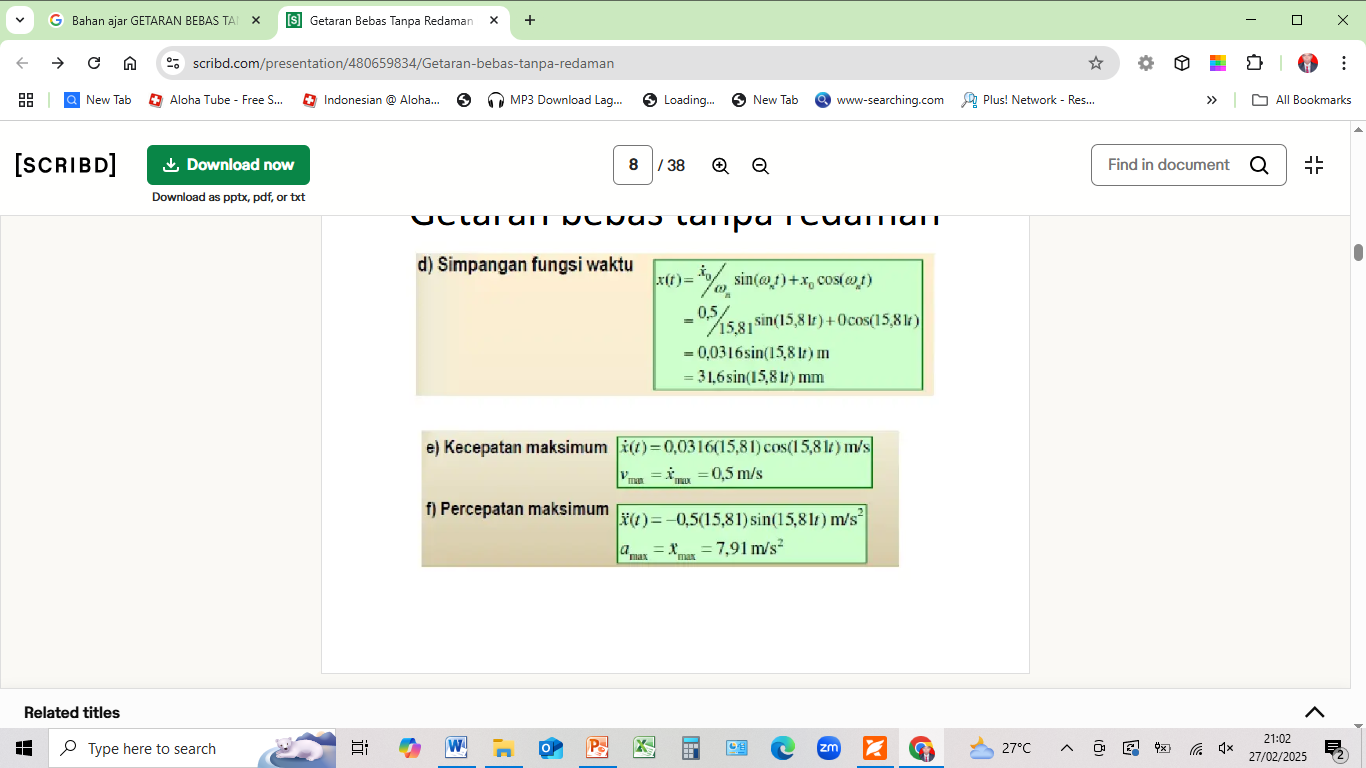 Bahan ajar GETARAN BEBAS TA
Getaran Bebas Tanpa Redaman
scribd.com/presentation/480659834/Getaran-bebas-tanpa-redaman
New Tab
Aloha Tube - Free S...
Indonesian @ Aloha...
MP3 Download Lag...
Loading...
New Tab
www-searching.com
Plus! Network - Res...
All Bookmarks
[SCRIBD]
Download now
Download as pptx, pdf, or txt
8 / 38
Find in document
Getaran bebas tanpa redaman
d) Simpangan fungsi waktu
x(t) = ẋ₀/ωₙ sin(ωₙt) + x₀ cos(ωₙt)
= 0,5/15,81 sin(15,81t) + 0cos(15,81t)
= 0,0316sin(15,81t) m
= 31,6sin(15,81t) mm
e) Kecepatan maksimum
ẋ(t) = 0,0316(15,81) cos(15,81t) m/s
vmax = ẋmax = 0,5 m/s
f) Percepatan maksimum
ẍ(t) = −0,5(15,81) sin(15,81t) m/s²
amax = ẍmax = 7,91 m/s²
Related titles
Type here to search
zm
27°C
21:02
27/02/2025
2